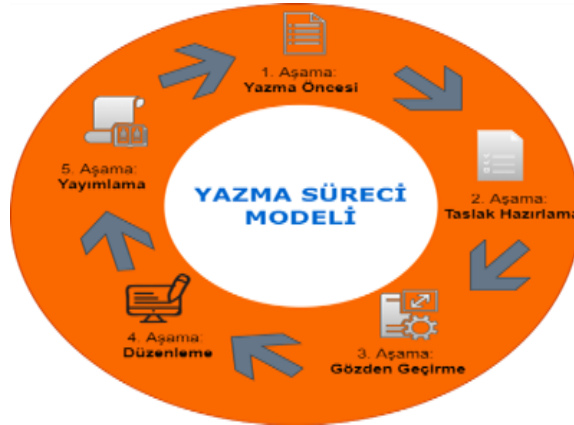 YAZMA SÜRECİ
MODELİ
1. Aşama:
Yazma Öncesi
2. Aşama:
Taslak Hazırlama
3. Aşama:
Gözden Geçirme
4. Aşama:
Düzenleme
5. Aşama:
Yayımlama